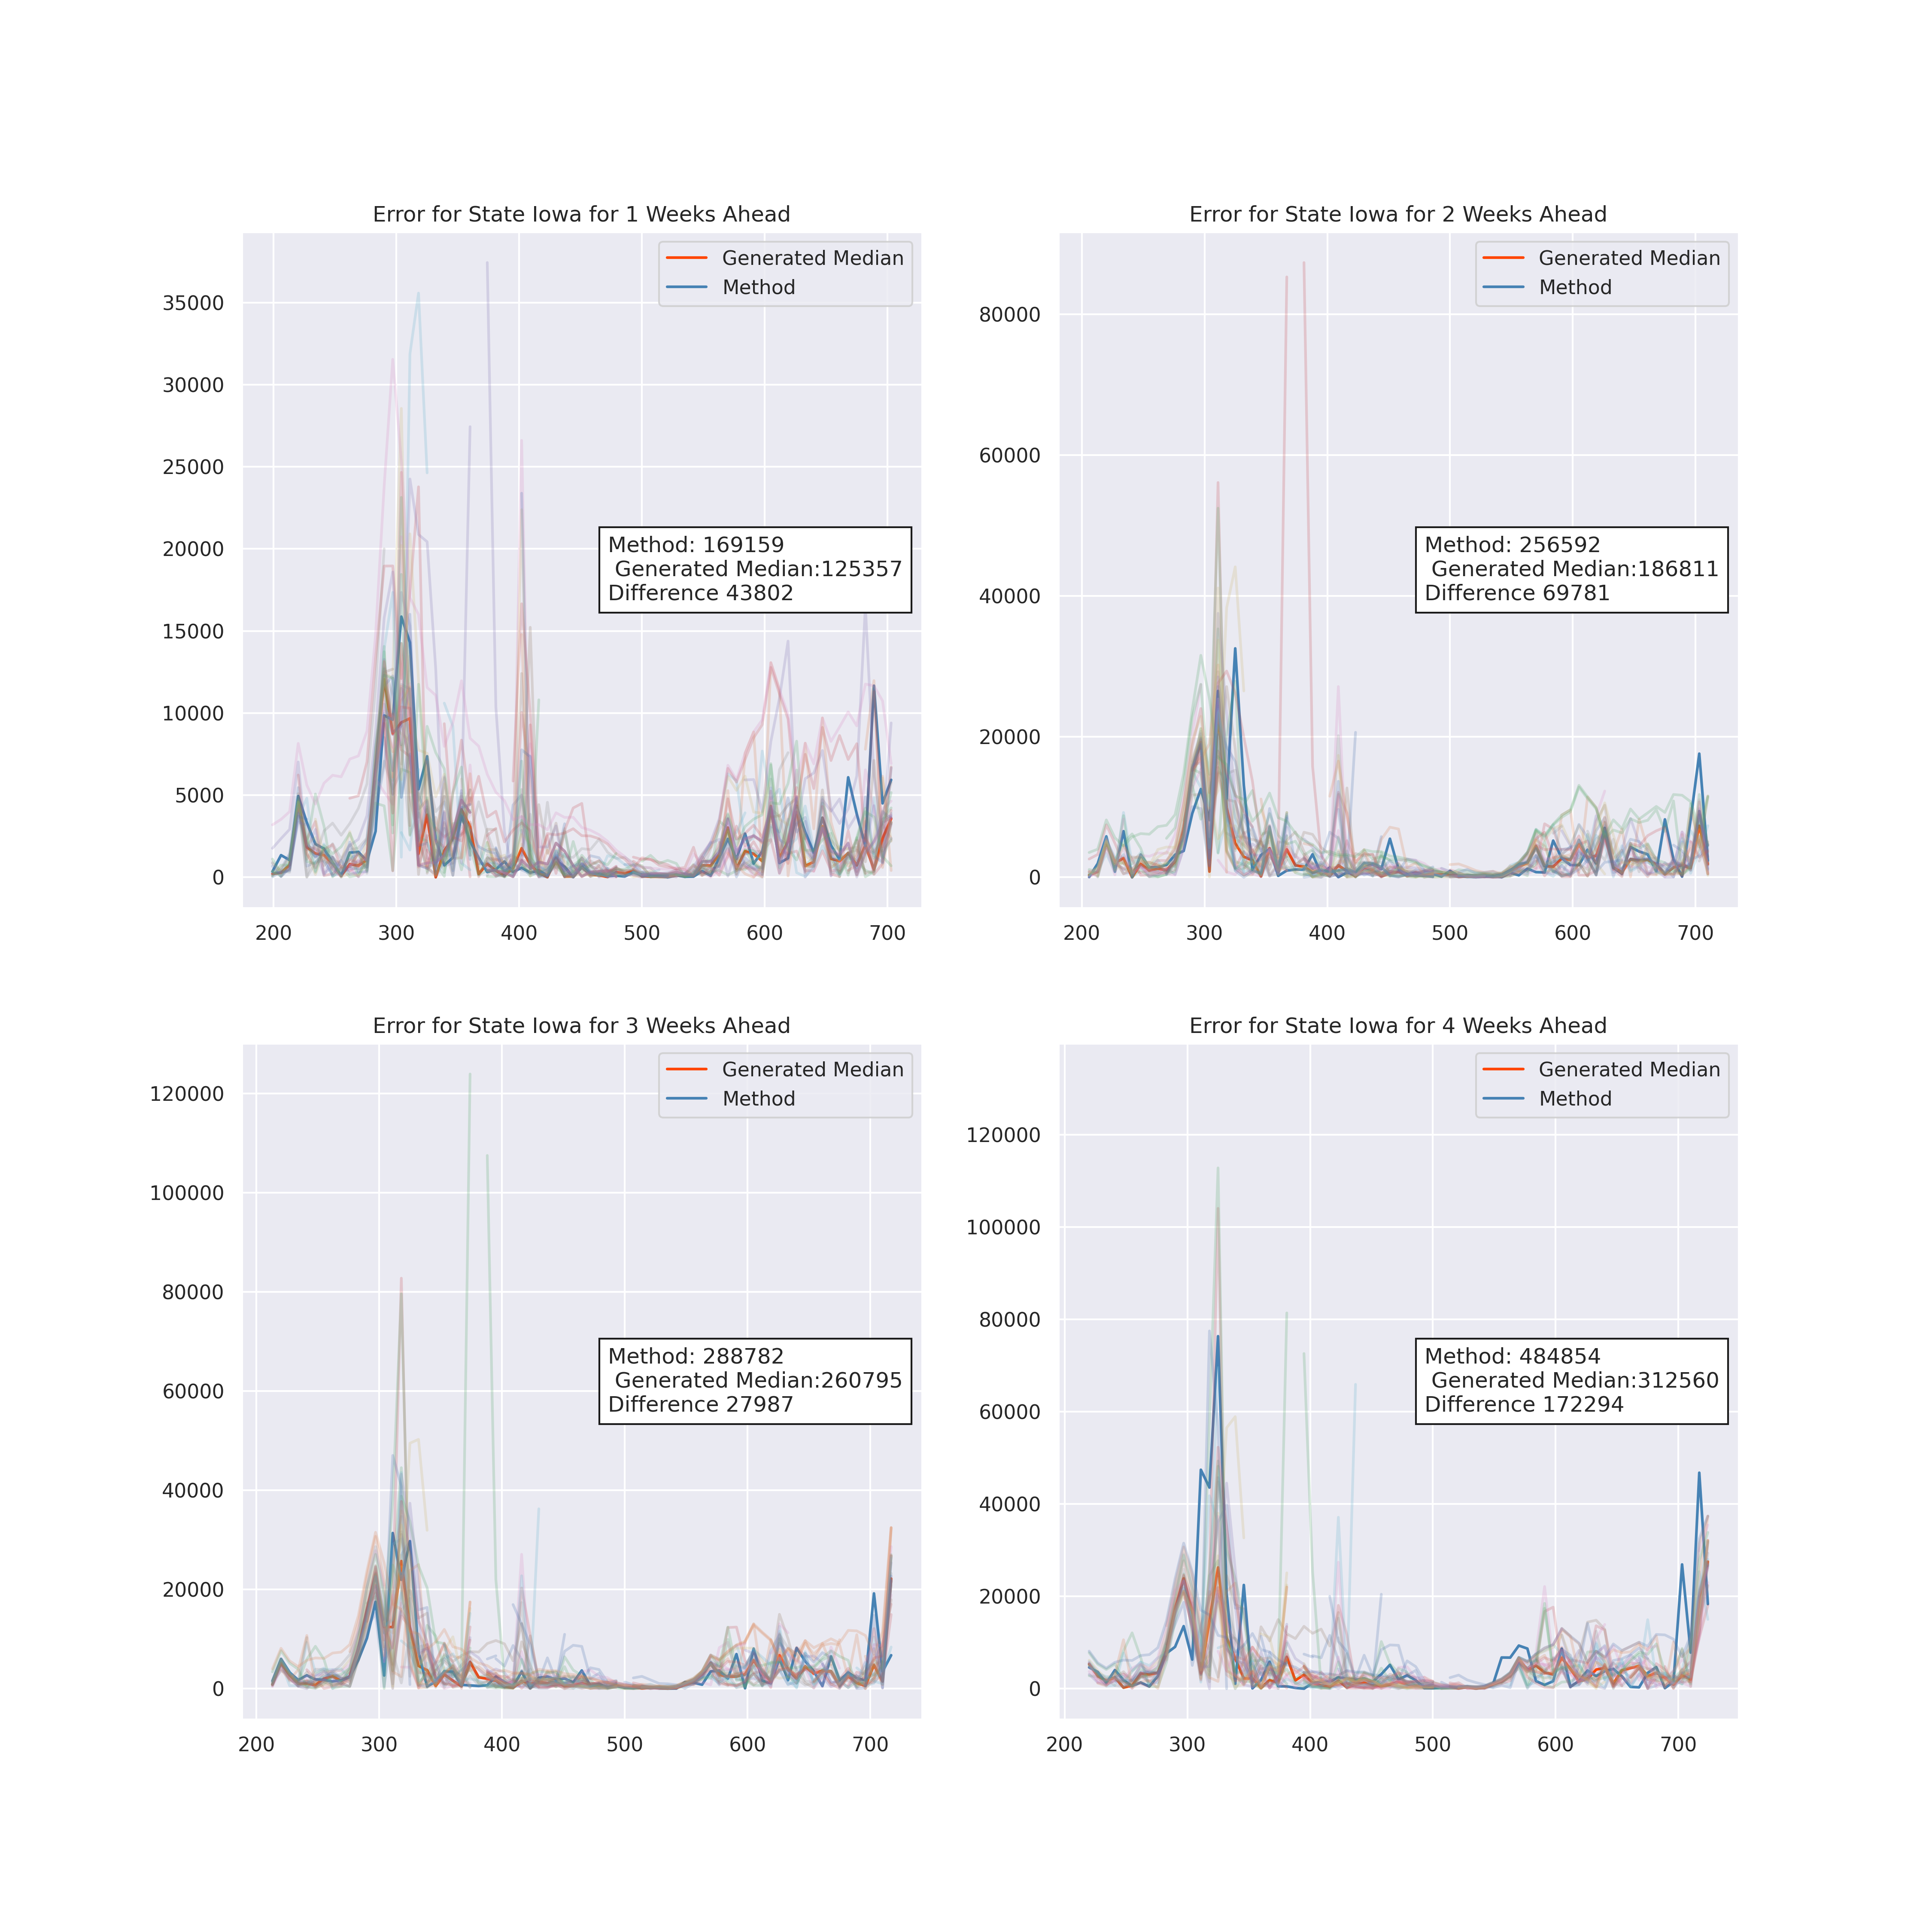 Error for State Iowa for 1 Weeks Ahead
Generated Median
Method
35000
30000
25000
20000
15000
10000
5000
0
Method: 169159
Generated Median:125357
Difference 43802
200 300 400 500 600 700
Error for State Iowa for 2 Weeks Ahead
Generated Median
Method
80000
60000
40000
20000
0
Method: 256592
Generated Median:186811
Difference 69781
200 300 400 500 600 700
Error for State Iowa for 3 Weeks Ahead
Generated Median
Method
120000
100000
80000
60000
40000
20000
0
Method: 288782
Generated Median:260795
Difference 27987
200 300 400 500 600 700
Error for State Iowa for 4 Weeks Ahead
Generated Median
Method
120000
100000
80000
60000
40000
20000
0
Method: 484854
Generated Median:312560
Difference 172294
200 300 400 500 600 700